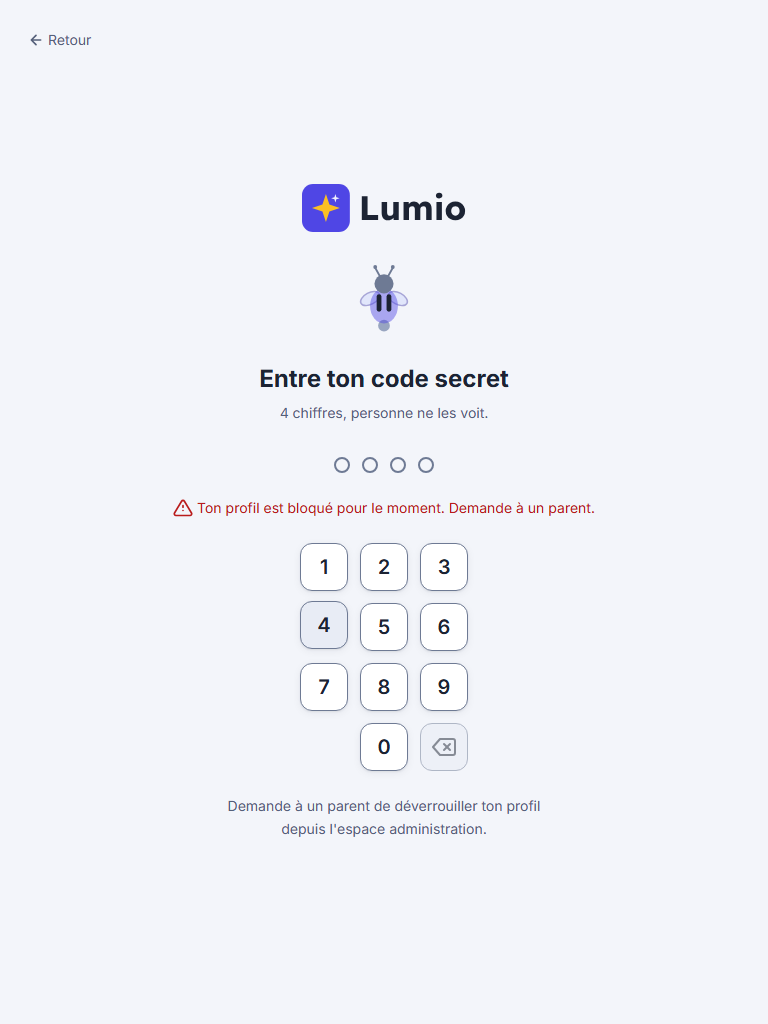 Retour
Lumio
Entre ton code secret
4 chiffres, personne ne les voit.
Ton profil est bloqué pour le moment. Demande à un parent.
1 2 3
4 5 6
7 8 9
0
Demande à un parent de déverrouiller ton profil
depuis l'espace administration.